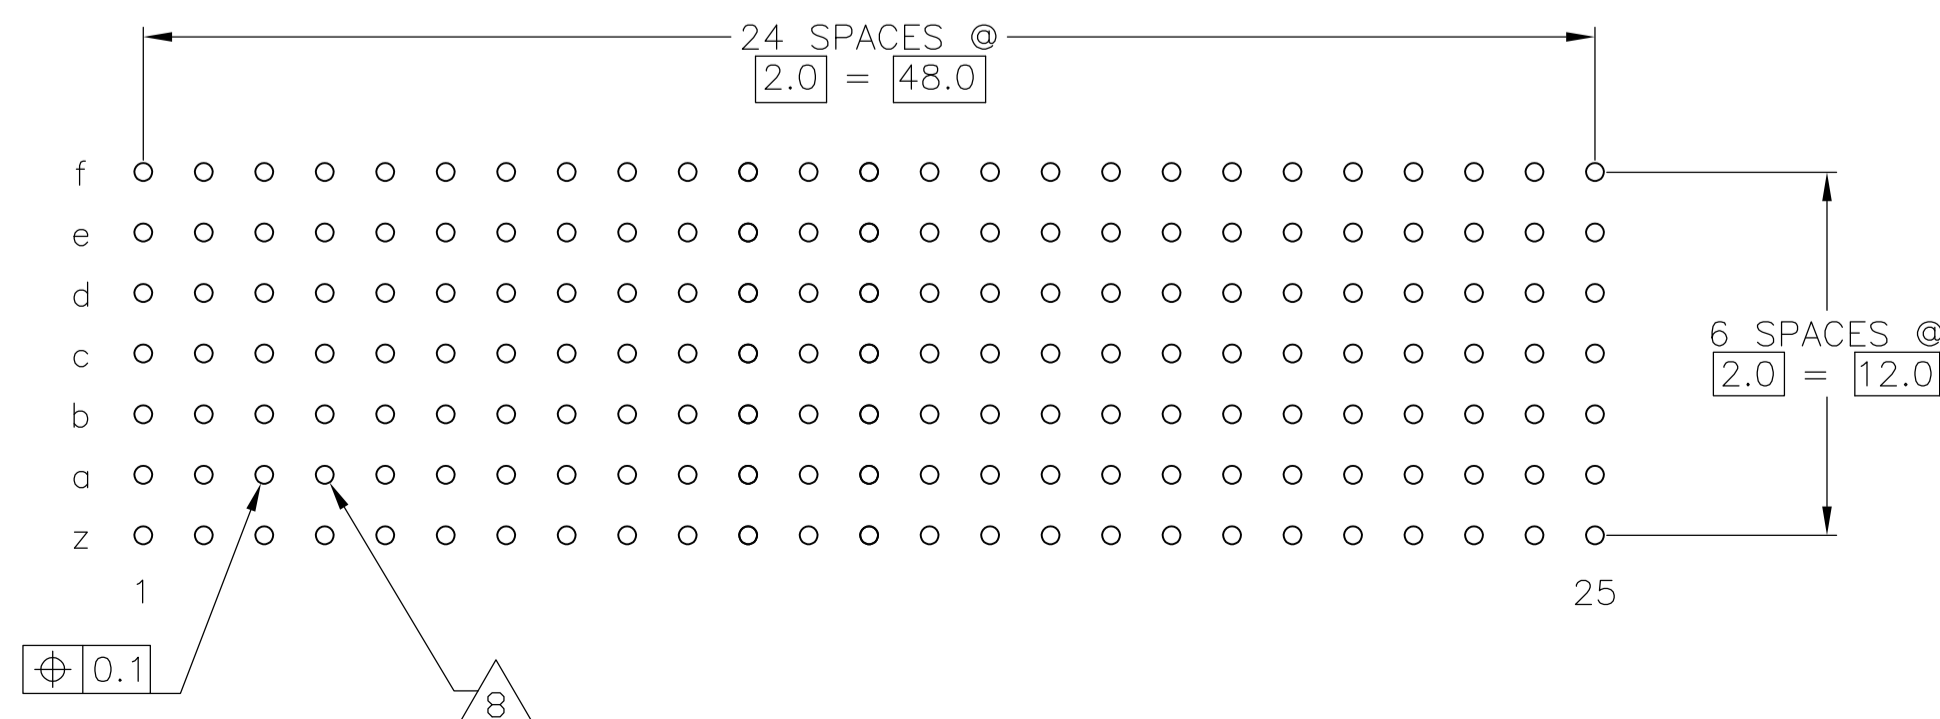 24 SPACES @
2.0 = 48.0
f
e
d
c
6 SPACES @
2.0 = 12.0
b
a
z
1
25
⌖ 0.1
8